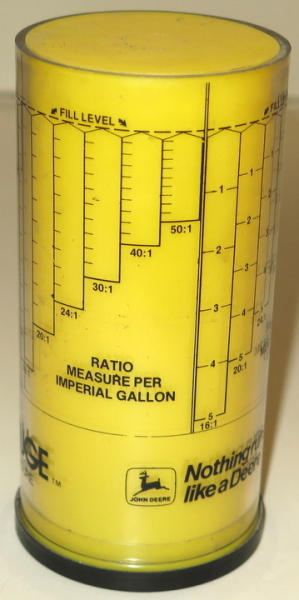 FILL LEVEL
50:1
40:1
30:1
24:1
20:1
1
2
3
4
5
16:1
1
2
3
4
20:1
RATIO
MEASURE PER
IMPERIAL GALLON
TM
JOHN DEERE
Nothing
like a Deere